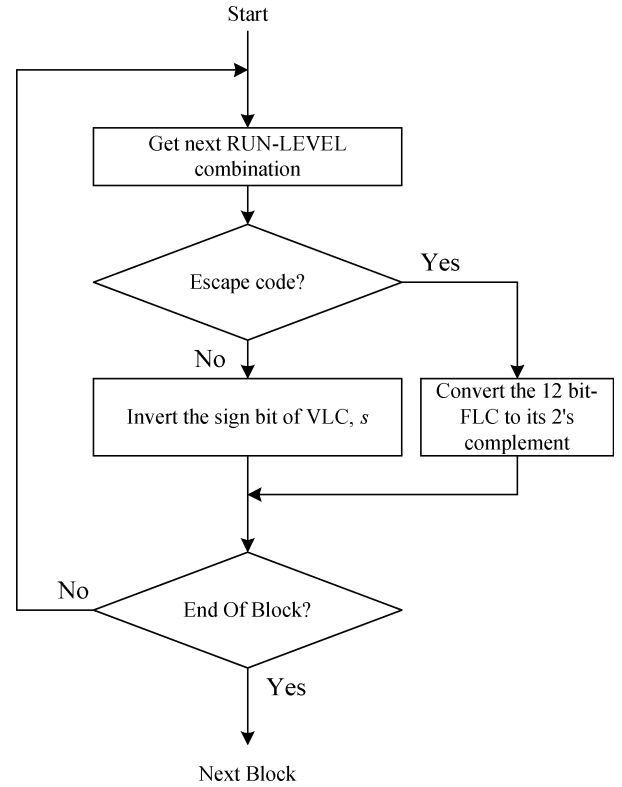 Start
Get next RUN-LEVEL
combination
Escape code?
Yes
No
Invert the sign bit of VLC, s
Convert the 12 bit-
FLC to its 2's
complement
No
End Of Block?
Yes
Next Block